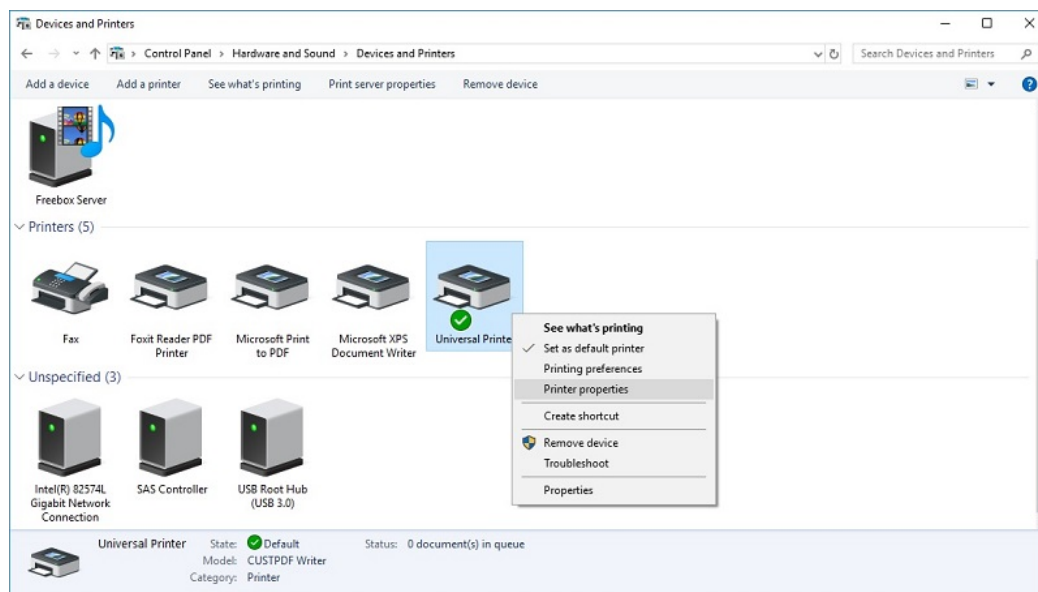 Devices and Printers
Control Panel > Hardware and Sound > Devices and Printers
Search Devices and Printers
Add a device Add a printer See what's printing Print server properties Remove device
Freebox Server
Printers (5)
Fax
Foxit Reader PDF
Printer
Microsoft Print
to PDF
Microsoft XPS
Document Writer
Universal Printe
See what's printing
Set as default printer
Printing preferences
Printer properties
Create shortcut
Remove device
Troubleshoot
Properties
Unspecified (3)
Intel(R) 82574L
Gigabit Network
Connection
SAS Controller
USB Root Hub
(USB 3.0)
Universal Printer State: Default Status: 0 document(s) in queue
Model: CUSTPDF Writer
Category: Printer